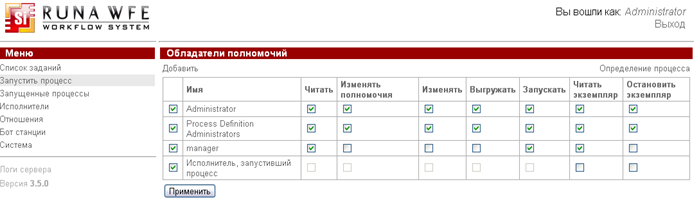 RUNA WFE
WORKFLOW SYSTEM
Вы вошли как: Administrator
Выход
Меню
Список заданий
Запустить процесс
Запущенные процессы
Исполнители
Отношения
Бот станции
Система
Логи сервера
Версия 3.5.0
Обладатели полномочий
Добавить Определение процесса
Имя Читать Изменять полномочия Изменять Выгружать Запускать Читать экземпляр Остановить экземпляр
Administrator
Process Definition
Administrators
manager
Исполнитель, запустивший
процесс
Применить